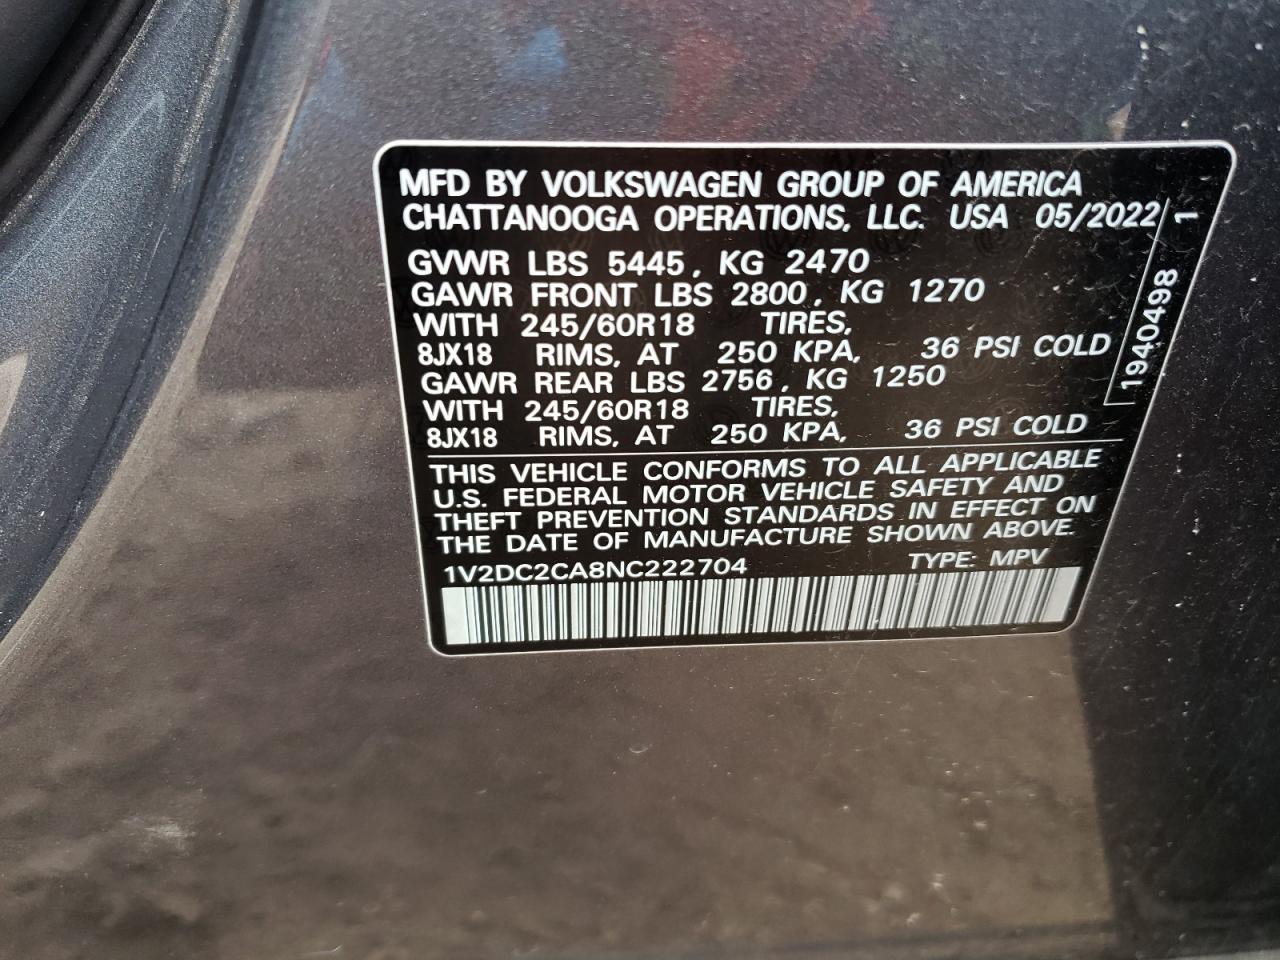 MFD BY VOLKSWAGEN GROUP OF AMERICA
CHATTANOOGA OPERATIONS, LLC. USA 05/2022
GVWR LBS 5445, KG 2470
GAWR FRONT LBS 2800, KG 1270
WITH 245/60R18 TIRES,
8JX18 RIMS, AT 250 KPA, 36 PSI COLD
GAWR REAR LBS 2756, KG 1250
WITH 245/60R18 TIRES,
8JX18 RIMS, AT 250 KPA, 36 PSI COLD
THIS VEHICLE CONFORMS TO ALL APPLICABLE
U.S. FEDERAL MOTOR VEHICLE SAFETY AND
THEFT PREVENTION STANDARDS IN EFFECT ON
THE DATE OF MANUFACTURE SHOWN ABOVE.
1V2DC2CA8NC222704 TYPE: MPV
1940498 1